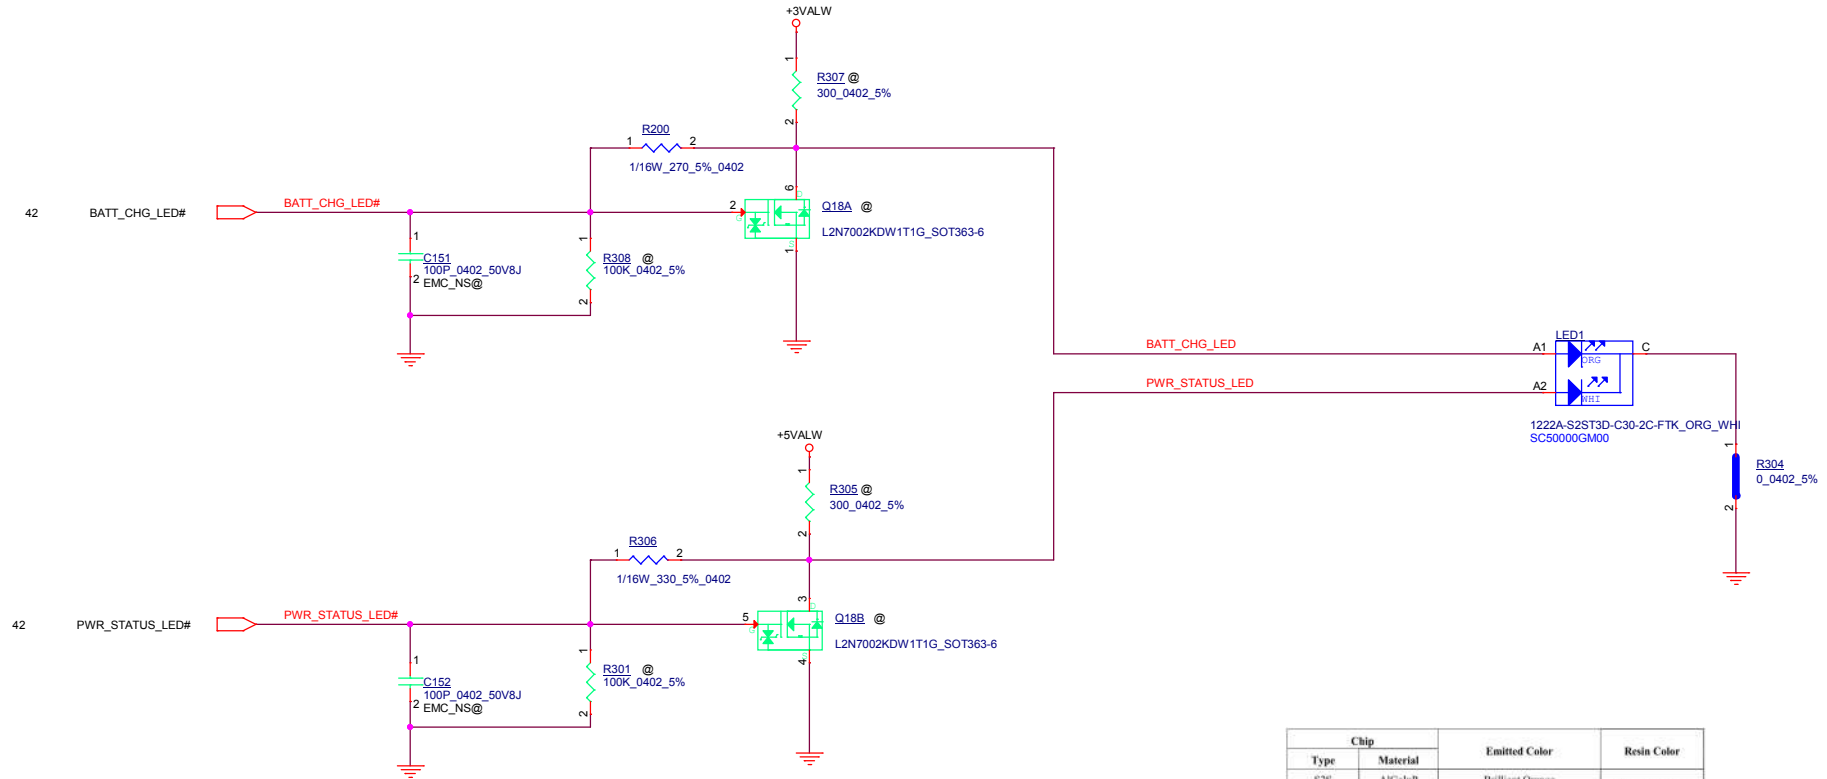 +3VALW
1
R307 @
300_0402_5%
2
R200
1 2
1/16W_270_5%_0402
6
D
42 BATT_CHG_LED# BATT_CHG_LED# 2
G
Q18A @
L2N7002KDW1T1G_SOT363-6
S
1
1
C151
100P_0402_50V8J
2 EMC_NS@
1
R308 @
100K_0402_5%
2
BATT_CHG_LED
PWR_STATUS_LED
LED1
A1 C
ORG
A2
WHI
1222A-S2ST3D-C30-2C-FTK_ORG_WHI
SC50000GM00
1
R304
0_0402_5%
2
+5VALW
1
R305 @
300_0402_5%
2
R306
1 2
1/16W_330_5%_0402
3
D
42 PWR_STATUS_LED# PWR_STATUS_LED# 5
G
Q18B @
L2N7002KDW1T1G_SOT363-6
S
4
1
C152
100P_0402_50V8J
2 EMC_NS@
1
R301 @
100K_0402_5%
2
Chip Emitted Color Resin Color
Type Material